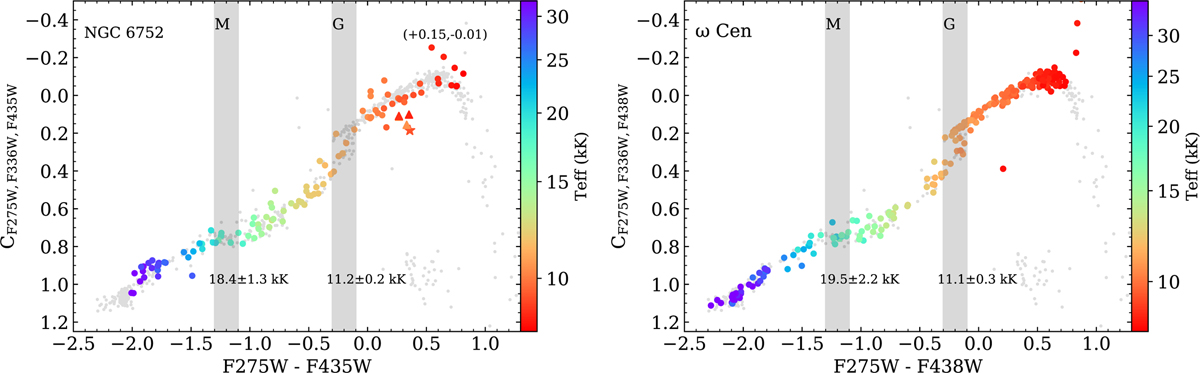 NGC 6752
M
G
(+0.15,-0.01)
−0.4
−0.2
0.0
0.2
0.4
0.6
0.8
1.0
1.2
C F275W, F336W, F435W
18.4±1.3 kK
11.2±0.2 kK
−2.5 −2.0 −1.5 −1.0 −0.5 0.0 0.5 1.0
F275W - F435W
30
25
20
15
10
Teff (kK)
ω Cen
M
G
−0.4
−0.2
0.0
0.2
0.4
0.6
0.8
1.0
1.2
C F275W, F336W, F438W
19.5±2.2 kK
11.1±0.3 kK
−2.5 −2.0 −1.5 −1.0 −0.5 0.0 0.5 1.0
F275W - F438W
30
25
20
15
10
Teff (kK)